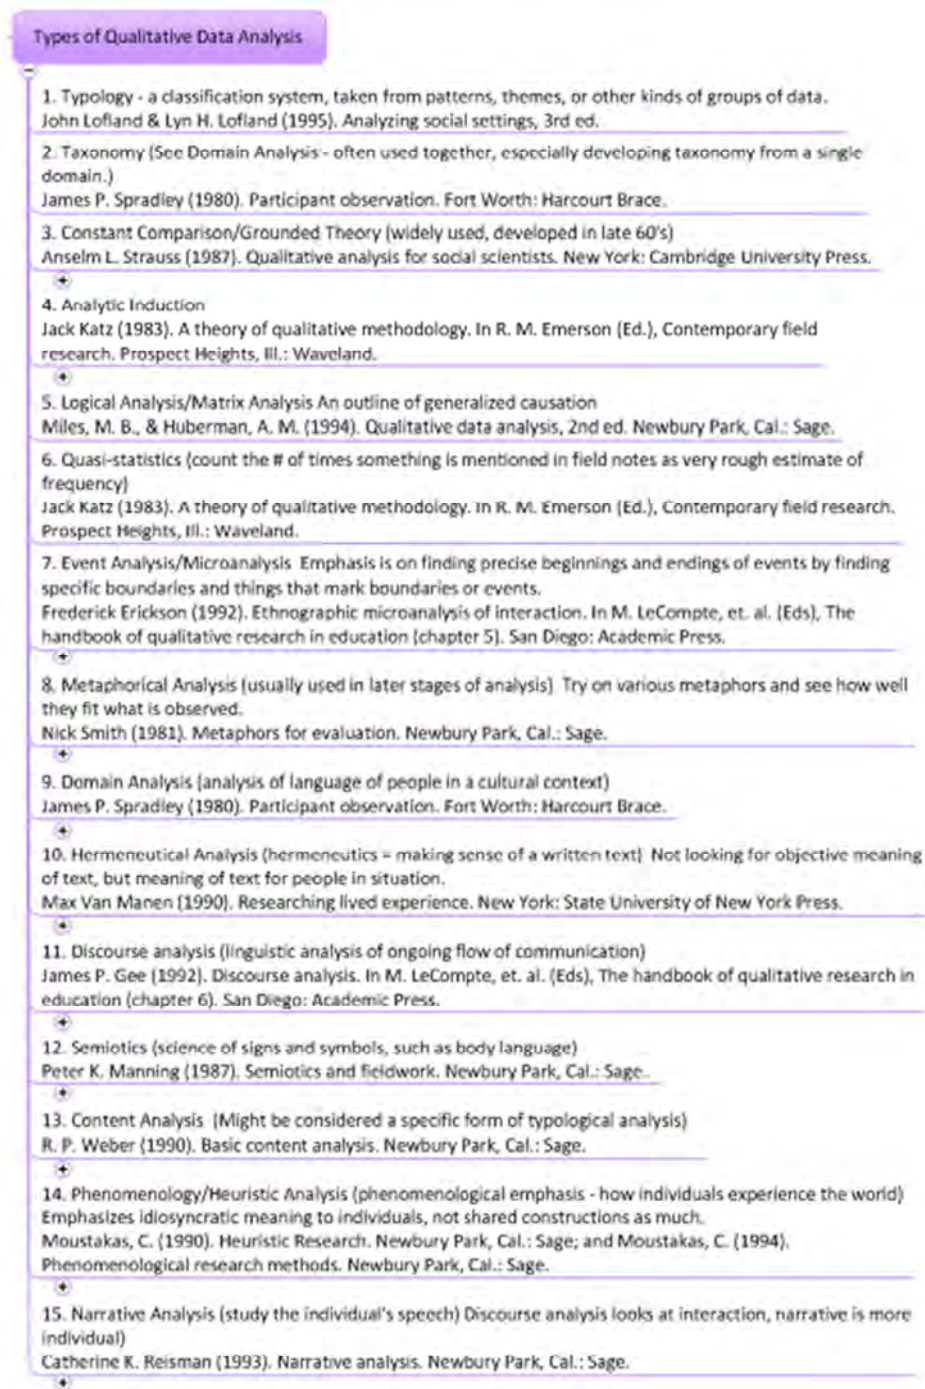 Types of Qualitative Data Analysis
1. Typology - a classification system, taken from patterns, themes, or other kinds of groups of data.
John Lofland & Lyn H. Lofland (1995). Analyzing social settings, 3rd ed.
2. Taxonomy (See Domain Analysis - often used together, especially developing taxonomy from a single
domain.)
James P. Spradley (1980). Participant observation. Fort Worth: Harcourt Brace.
3. Constant Comparison/Grounded Theory (widely used, developed in late 60's)
Anselm L. Strauss (1987). Qualitative analysis for social scientists. New York: Cambridge University Press.
4. Analytic Induction
Jack Katz (1983). A theory of qualitative methodology. In R. M. Emerson (Ed.), Contemporary field
research. Prospect Heights, Ill.: Waveland.
5. Logical Analysis/Matrix Analysis An outline of generalized causation
Miles, M. B., & Huberman, A. M. (1994). Qualitative data analysis, 2nd ed. Newbury Park, Cal.: Sage.
6. Quasi-statistics (count the # of times something is mentioned in field notes as very rough estimate of
frequency)
Jack Katz (1983). A theory of qualitative methodology. In R. M. Emerson (Ed.), Contemporary field research.
Prospect Heights, Ill.: Waveland.
7. Event Analysis/Microanalysis Emphasis is on finding precise beginnings and endings of events by finding
specific boundaries and things that mark boundaries or events.
Frederick Erickson (1992). Ethnographic microanalysis of interaction. In M. LeCompte, et. al. (Eds), The
handbook of qualitative research in education (chapter 5). San Diego: Academic Press.
8. Metaphorical Analysis (usually used in later stages of analysis) Try on various metaphors and see how well
they fit what is observed.
Nick Smith (1981). Metaphors for evaluation. Newbury Park, Cal.: Sage.
9. Domain Analysis (analysis of language of people in a cultural context)
James P. Spradley (1980). Participant observation. Fort Worth: Harcourt Brace.
10. Hermeneutical Analysis (hermeneutics = making sense of a written text) Not looking for objective meaning
of text, but meaning of text for people in situation.
Max Van Manen (1990). Researching lived experience. New York: State University of New York Press.
11. Discourse analysis (linguistic analysis of ongoing flow of communication)
James P. Gee (1992). Discourse analysis. In M. LeCompte, et. al. (Eds), The handbook of qualitative research in
education (chapter 6). San Diego: Academic Press.
12. Semiotics (science of signs and symbols, such as body language)
Peter K. Manning (1987). Semiotics and fieldwork. Newbury Park, Cal.: Sage.
13. Content Analysis (Might be considered a specific form of typological analysis)
R. P. Weber (1990). Basic content analysis. Newbury Park, Cal.: Sage.
14. Phenomenology/Heuristic Analysis (phenomenological emphasis - how individuals experience the world)
Emphasizes idiosyncratic meaning to individuals, not shared constructions as much.
Moustakas, C. (1990). Heuristic Research. Newbury Park, Cal.: Sage; and Moustakas, C. (1994).
Phenomenological research methods. Newbury Park, Cal.: Sage.
15. Narrative Analysis (study the individual's speech) Discourse analysis looks at interaction, narrative is more
individual)
Catherine K. Reisman (1993). Narrative analysis. Newbury Park, Cal.: Sage.